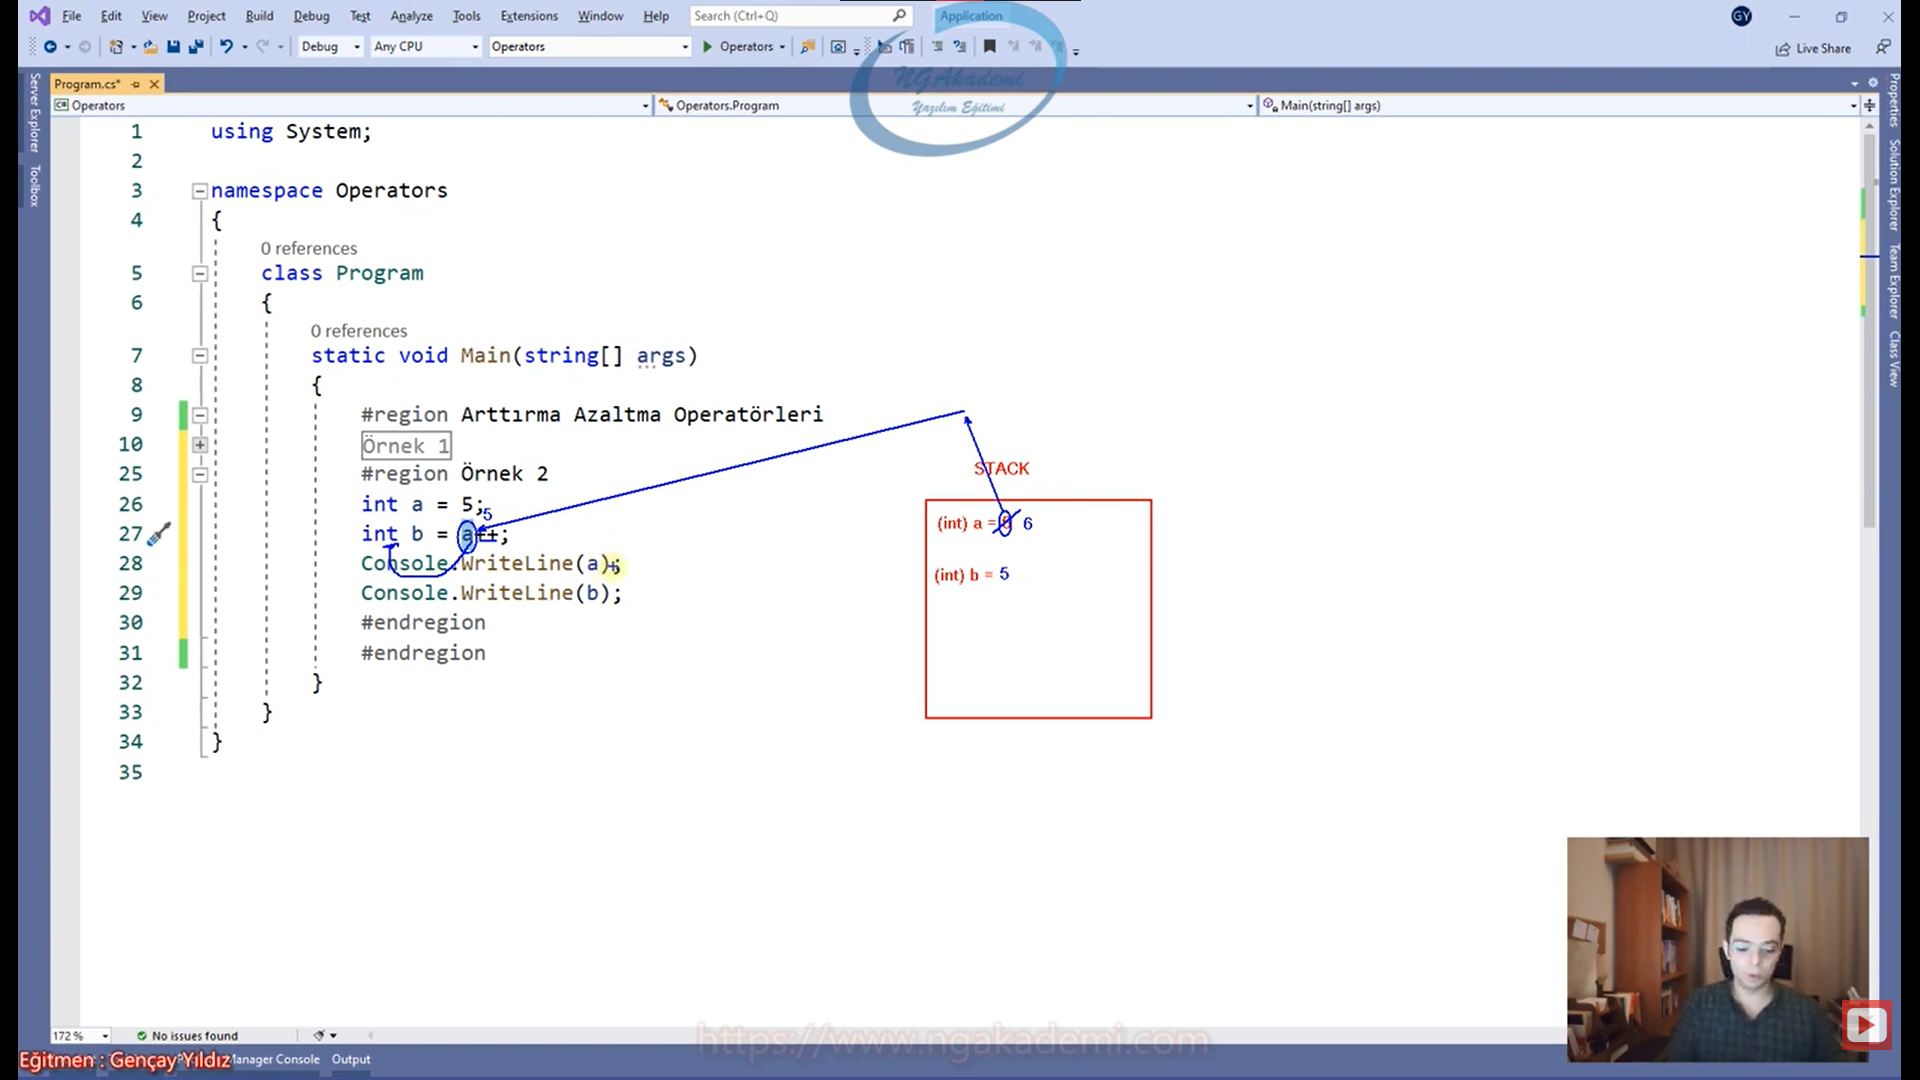 File Edit View Project Build Debug Test Analyze Tools Extensions Window Help Search (Ctrl+Q) Application GY
Debug Any CPU Operators Operators Live Share
NGAkademi
Yazılım Eğitimi
Server Explorer
Toolbox
Properties
Solution Explorer
Team Explorer
Class View
Program.cs*
Operators Operators.Program Main(string[] args)
1 using System;
2
3 namespace Operators
4 {
0 references
5 class Program
6 {
0 references
7 static void Main(string[] args)
8 {
9 #region Arttırma Azaltma Operatörleri
10 Örnek 1
25 #region Örnek 2
26 int a = 5;
5
27 int b = a++;
28 Console.WriteLine(a);
29 Console.WriteLine(b);
30 #endregion
31 #endregion
32 }
33 }
34 }
35
STACK
(int) a = 6
(int) b = 5
172 % No issues found
https://www.ngakademi.com
Eğitmen : Gençay Yıldız Manager Console Output